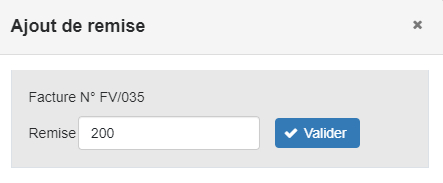 Ajout de remise ×
Facture N° FV/035
Remise 200 Valider